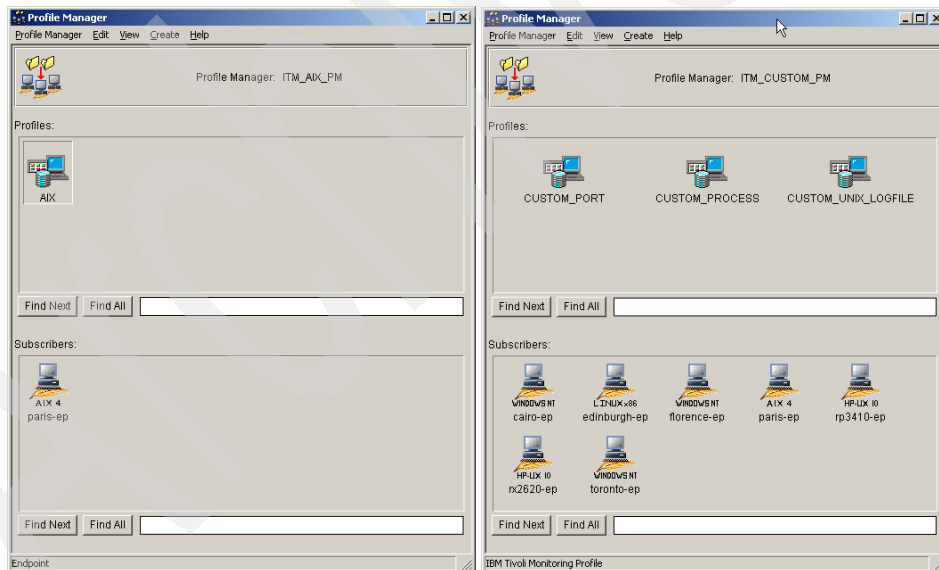 Profile Manager
Profile Manager Edit View Create Help
Profile Manager: ITM_AIX_PM
Profiles:
AIX
Find Next Find All
Subscribers:
AIX 4
paris-ep
Find Next Find All
Endpoint
Profile Manager
Profile Manager Edit View Create Help
Profile Manager: ITM_CUSTOM_PM
Profiles:
CUSTOM_PORT CUSTOM_PROCESS CUSTOM_UNIX_LOGFILE
Find Next Find All
Subscribers:
WINDOWS NT LINUX x86 WINDOWS NT AIX 4 HP-UX 10
cairo-ep edinburgh-ep florence-ep paris-ep rp3410-ep
HP-UX 10 WINDOWS NT
rx2620-ep toronto-ep
Find Next Find All
IBM Tivoli Monitoring Profile